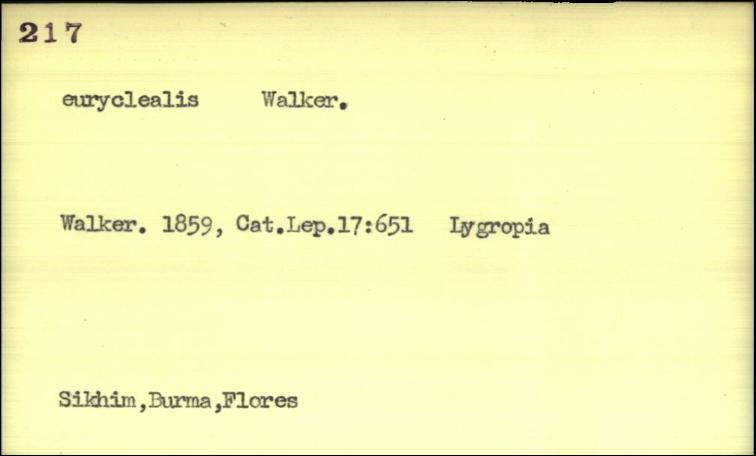 217
euryclealis Walker.
Walker. 1859, Cat.Lep.17:651 Lygropia
Sikhim,Burma,Flores